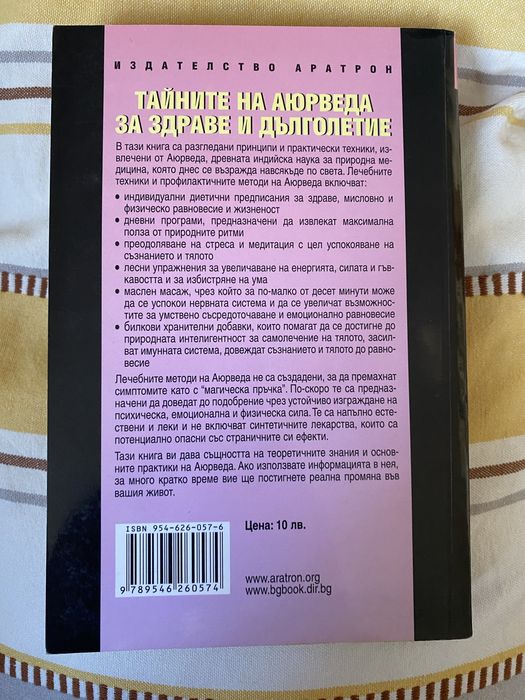 ИЗДАТЕЛСТВО АРАТРОН
ТАЙНИТЕ НА АЮРВЕДА
ЗА ЗДРАВЕ И ДЪЛГОЛЕТИЕ
В тази книга са разгледани принципи и практически техники, из-
влечени от Аюрведа, древната индийска наука за природна ме-
дицина, която днес се възражда навсякъде по света. Лечебните
техники и профилактичните методи на Аюрведа включват:
• индивидуални диетични предписания за здраве, мисловно и
физическо равновесие и жизненост
• дневни програми, предназначени да извлекат максимална
полза от природните ритми
• преодоляване на стреса и медитация с цел успокояване на
съзнанието и тялото
• лесни упражнения за увеличаване на енергията, силата и гъв-
кавостта и за избистряне на ума
• маслен масаж, чрез който за по-малко от десет минути може
да се успокои нервната система и да се увеличат възможнос-
тите за умствено съсредоточаване и емоционално равновесие
• билкови хранителни добавки, които помагат да се достигне до
природната интелигентност за самолечение на тялото, засил-
ват имунната система, довеждат съзнанието и тялото до равно-
весие
Лечебните методи на Аюрведа не са създадени, за да премахнат
симптомите като с “магическа пръчка”. По-скоро те са предназ-
начени да доведат до подобрение чрез устойчиво изграждане на
психическа, емоционална и физическа сила. Те са напълно есте-
ствени и леки и не включват синтетичните лекарства, които са
потенциално опасни със страничните си ефекти.
Тази книга ви дава същността на теоретичните знания и основ-
ните практики на Аюрведа. Ако използвате информацията в нея,
за много кратко време вие ще постигнете реална промяна във
вашия живот.
ISBN 954-626-057-6
Цена: 10 лв.
www.aratron.org
www.bgbook.dir.bg
9 789546 260574